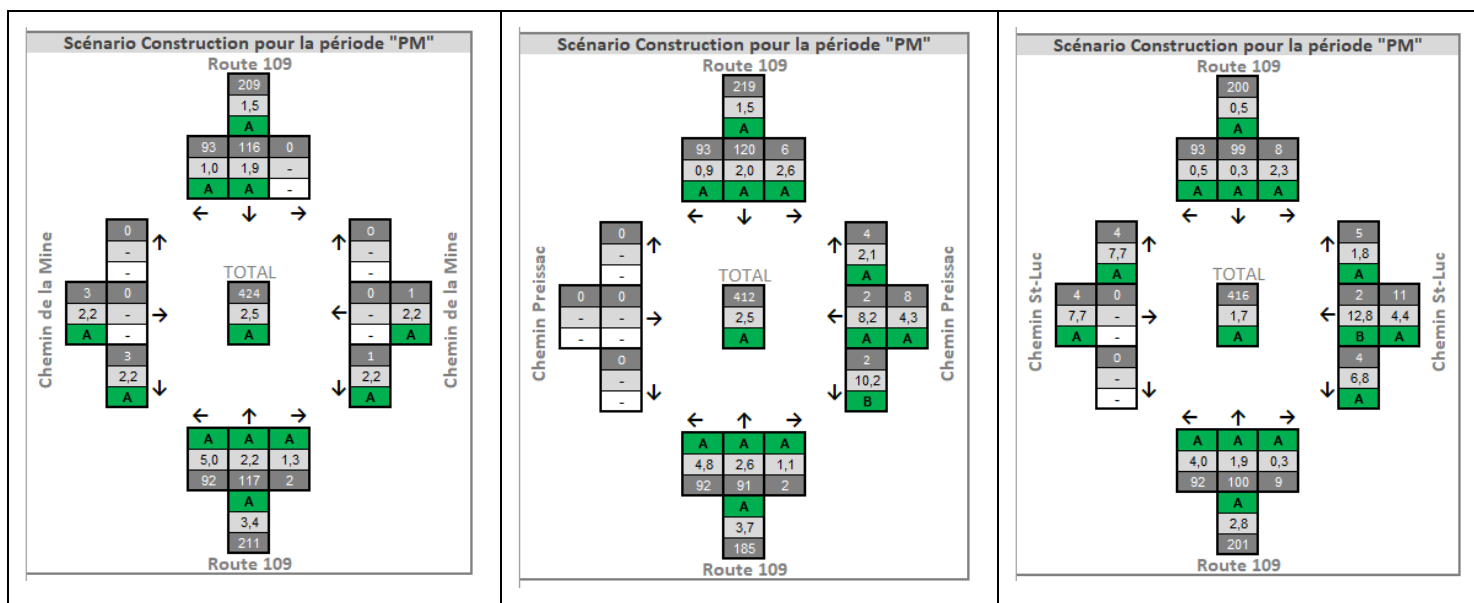 Scénario Construction pour la période "PM"
Route 109
209
1,5
A
93 116 0
1,0 1,9 -
A A -
← ↓ →
Chemin de la Mine
0
-
-
↑
3 0
2,2 -
A -
→
3
2,2
A
↓
TOTAL
424
2,5
A
↑
0
-
-
←
0 1
- 2,2
- A
↓
1
2,2
A
Chemin de la Mine
← ↑ →
A A A
5,0 2,2 1,3
92 117 2
A
3,4
211
Route 109
Scénario Construction pour la période "PM"
Route 109
219
1,5
A
93 120 6
0,9 2,0 2,6
A A A
← ↓ →
Chemin Preissac
0
-
-
↑
0 0
- -
- -
→
0
-
-
↓
TOTAL
412
2,5
A
↑
4
2,1
A
←
2 8
8,2 4,3
A A
↓
2
10,2
B
Chemin Preissac
← ↑ →
A A A
4,8 2,6 1,1
92 91 2
A
3,7
185
Route 109
Scénario Construction pour la période "PM"
Route 109
200
0,5
A
93 99 8
0,5 0,3 2,3
A A A
← ↓ →
Chemin St-Luc
4
7,7
A
↑
4 0
7,7 -
A -
→
0
-
-
↓
TOTAL
416
1,7
A
↑
5
1,8
A
←
2 11
12,8 4,4
B A
↓
4
6,8
A
Chemin St-Luc
← ↑ →
A A A
4,0 1,9 0,3
92 100 9
A
2,8
201
Route 109